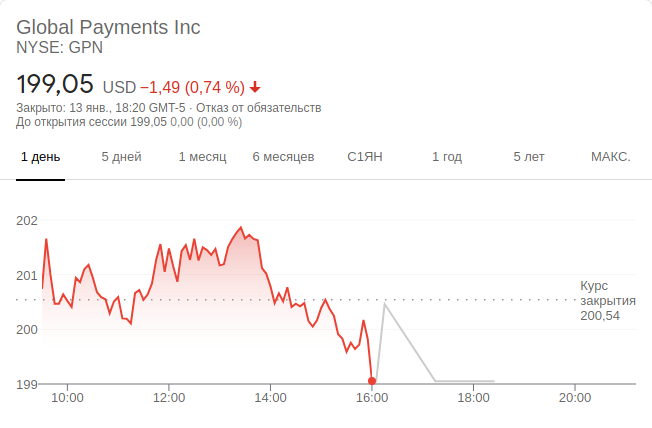 Global Payments Inc
NYSE: GPN
199,05 USD −1,49 (0,74 %)
Закрыто: 13 янв., 18:20 GMT-5 · Отказ от обязательств
До открытия сессии 199,05 0,00 (0,00 %)
1 день 5 дней 1 месяц 6 месяцев С1ЯН 1 год 5 лет МАКС.
202
201
Курс
закрытия
200,54
200
199
10:00 12:00 14:00 16:00 18:00 20:00